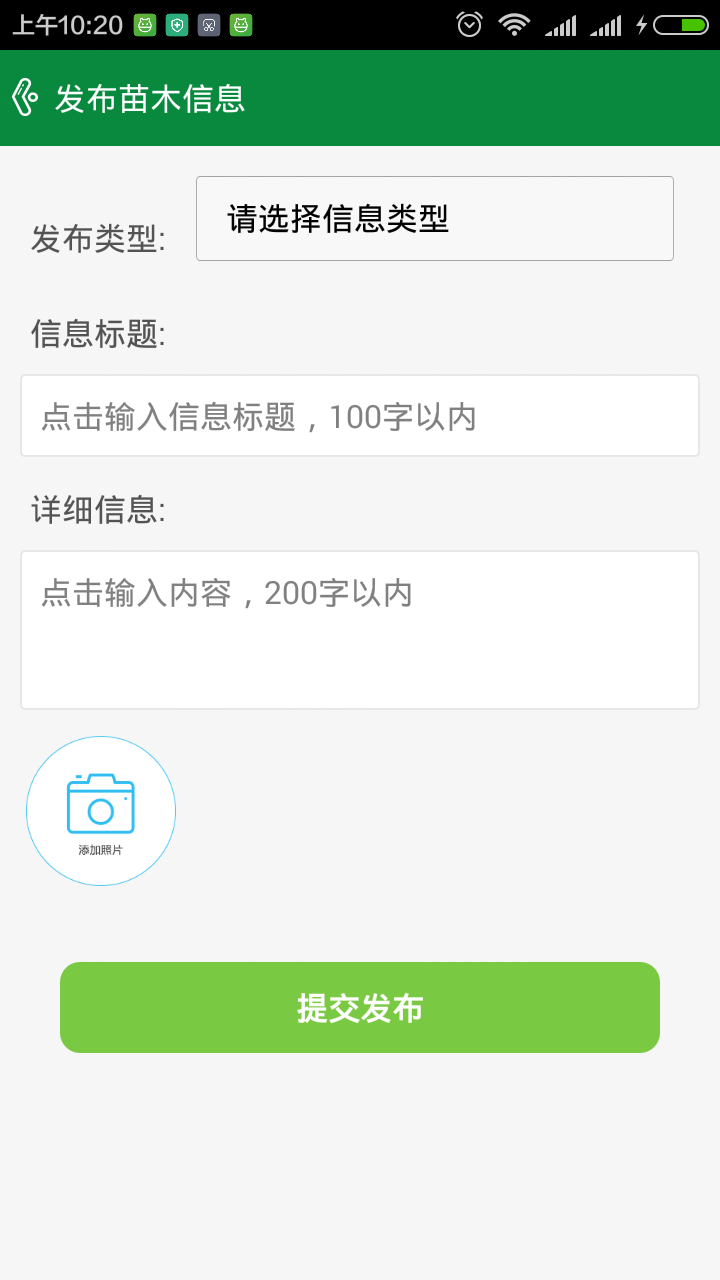 上午10:20
发布苗木信息
发布类型:
请选择信息类型
信息标题:
点击输入信息标题，100字以内
详细信息:
点击输入内容，200字以内
添加照片
提交发布